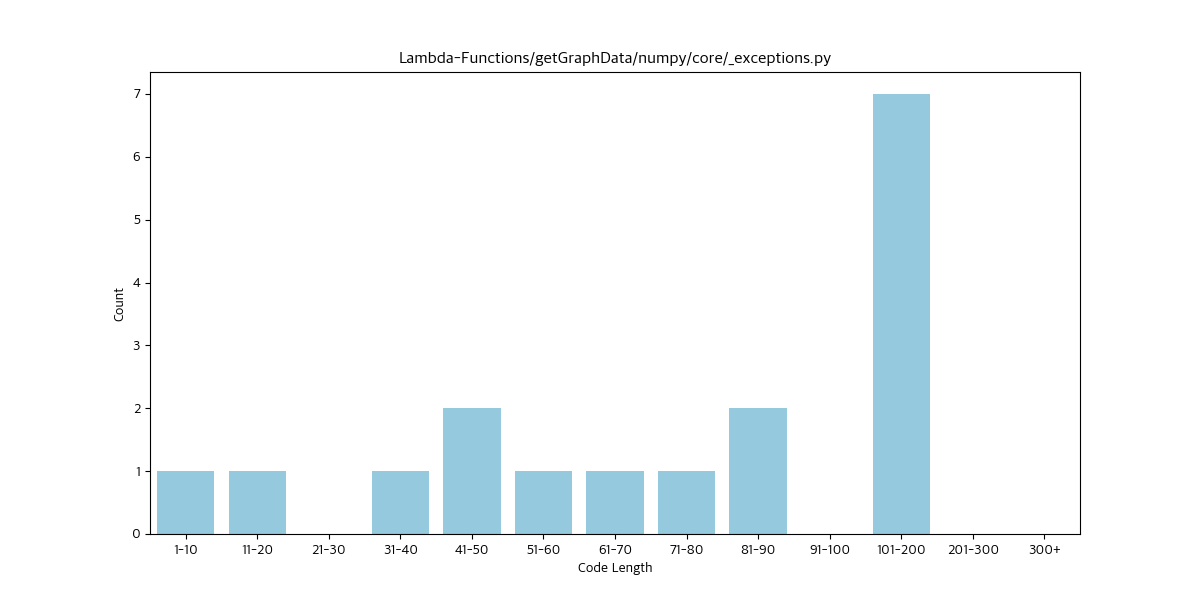 Lambda-Functions/getGraphData/numpy/core/_exceptions.py
7
6
5
4
3
2
1
0
Count
1-10 11-20 21-30 31-40 41-50 51-60 61-70 71-80 81-90 91-100 101-200 201-300 300+
Code Length